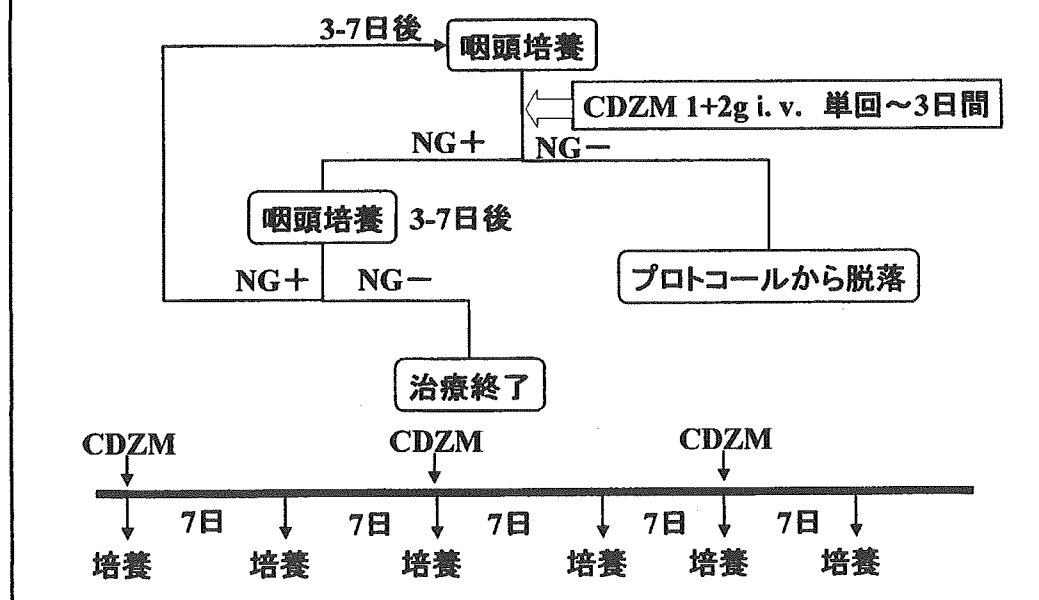 3-7日後
咽頭培養
CDZM 1+2g i. v. 単回～3日間
NG＋ NG－
咽頭培養 3-7日後
プロトコールから脱落
NG＋ NG－
治療終了
CDZM CDZM CDZM
7日 7日 7日 7日 7日
培養 培養 培養 培養 培養 培養